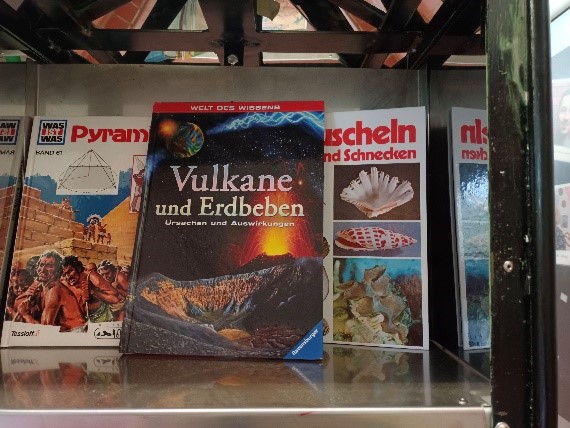 WAS
IST
WAS
BAND 61
Pyram
Tessloff
WELT DES WISSENS
Vulkane
und Erdbeben
Ursachen und Auswirkungen
Ravensburger
uscheln
nd Schnecken